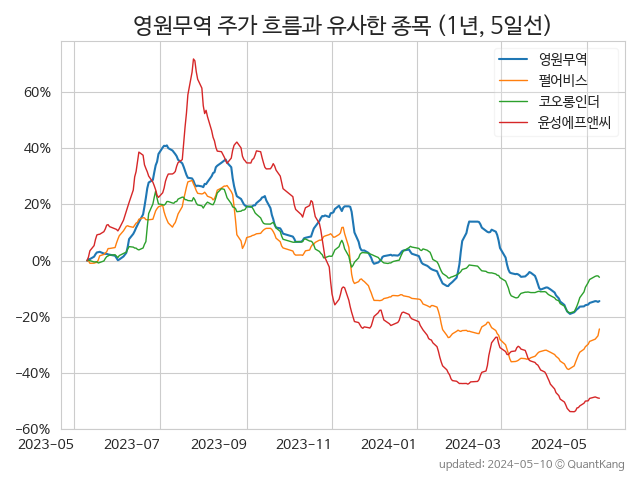 영원무역 주가 흐름과 유사한 종목 (1년, 5일선)
영원무역
펄어비스
코오롱인더
윤성에프앤씨
60%
40%
20%
0%
−20%
−40%
−60%
2023-05 2023-07 2023-09 2023-11 2024-01 2024-03 2024-05
updated: 2024-05-10 © QuantKang